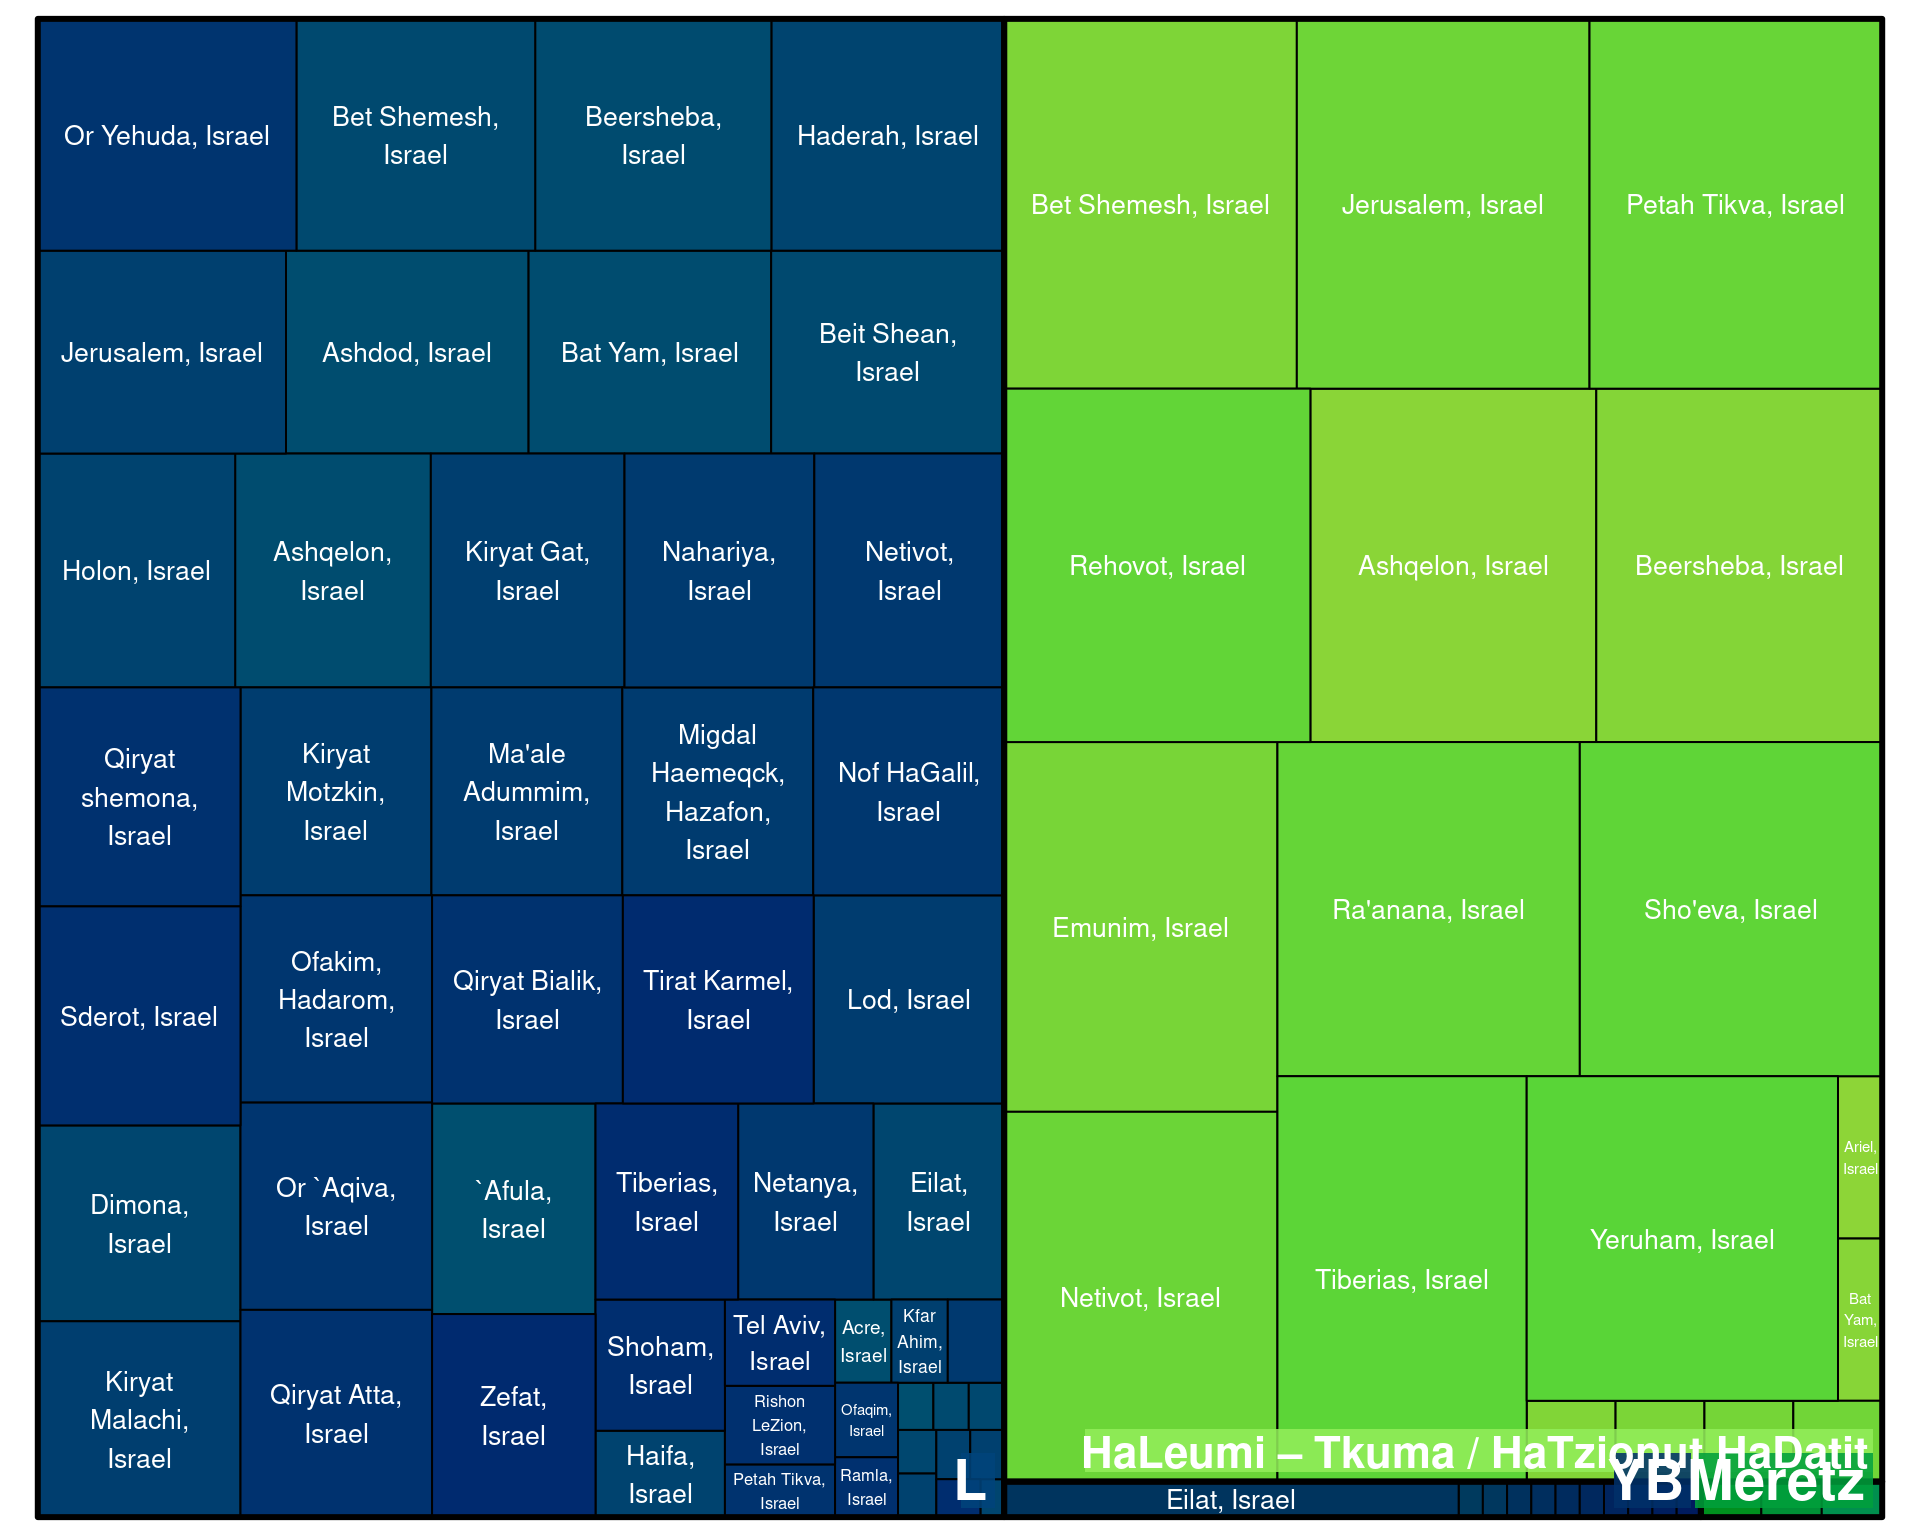 Or Yehuda, Israel
Bet Shemesh,
Israel
Beersheba,
Israel
Haderah, Israel
Jerusalem, Israel
Ashdod, Israel
Bat Yam, Israel
Beit Shean,
Israel
Holon, Israel
Ashqelon,
Israel
Kiryat Gat,
Israel
Nahariya,
Israel
Netivot,
Israel
Qiryat
shemona,
Israel
Kiryat
Motzkin,
Israel
Ma'ale
Adummim,
Israel
Migdal
Haemeqck,
Hazafon,
Israel
Nof HaGalil,
Israel
Sderot, Israel
Ofakim,
Hadarom,
Israel
Qiryat Bialik,
Israel
Tirat Karmel,
Israel
Lod, Israel
Dimona,
Israel
Or `Aqiva,
Israel
`Afula,
Israel
Tiberias,
Israel
Netanya,
Israel
Eilat,
Israel
Kiryat
Malachi,
Israel
Qiryat Atta,
Israel
Zefat,
Israel
Shoham,
Israel
Haifa,
Israel
Tel Aviv,
Israel
Rishon
LeZion,
Israel
Petah Tikva,
Israel
Acre,
Israel
Kfar
Ahim,
Israel
Ofaqim,
Israel
Ramla,
Israel
L
Bet Shemesh, Israel
Jerusalem, Israel
Petah Tikva, Israel
Rehovot, Israel
Ashqelon, Israel
Beersheba, Israel
Emunim, Israel
Ra'anana, Israel
Sho'eva, Israel
Netivot, Israel
Tiberias, Israel
Yeruham, Israel
Ariel,
Israel
Bat
Yam,
Israel
HaLeumi – Tkuma / HaTzionut HaDatit
Eilat, Israel
YB
Meretz